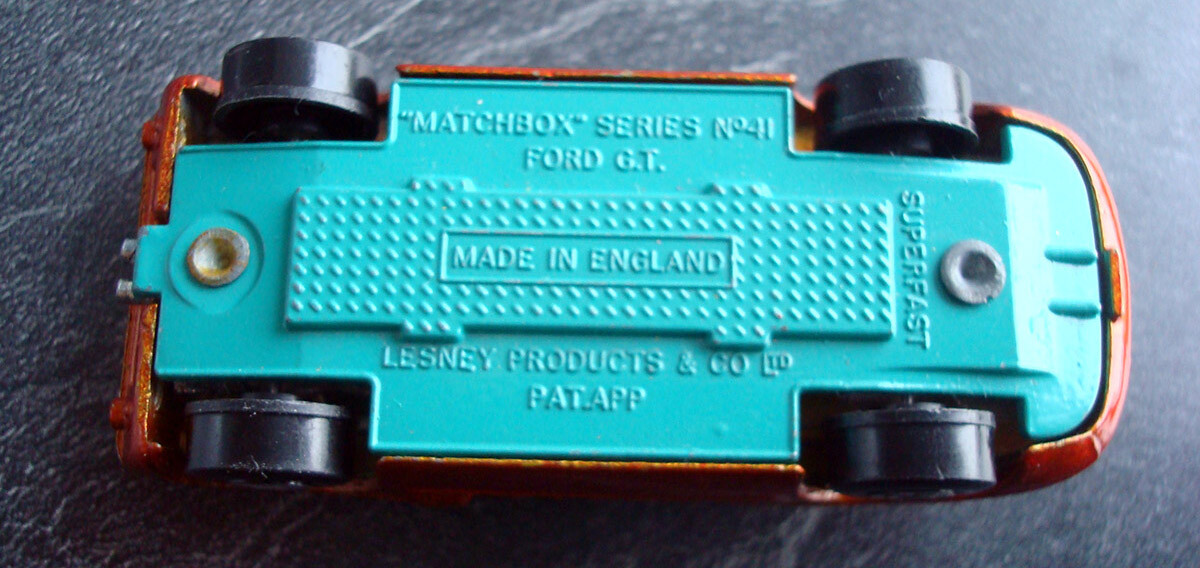 "MATCHBOX" SERIES Nº41
FORD G.T.
SUPERFAST
MADE IN ENGLAND
LESNEY PRODUCTS & CO LTD
PAT.APP